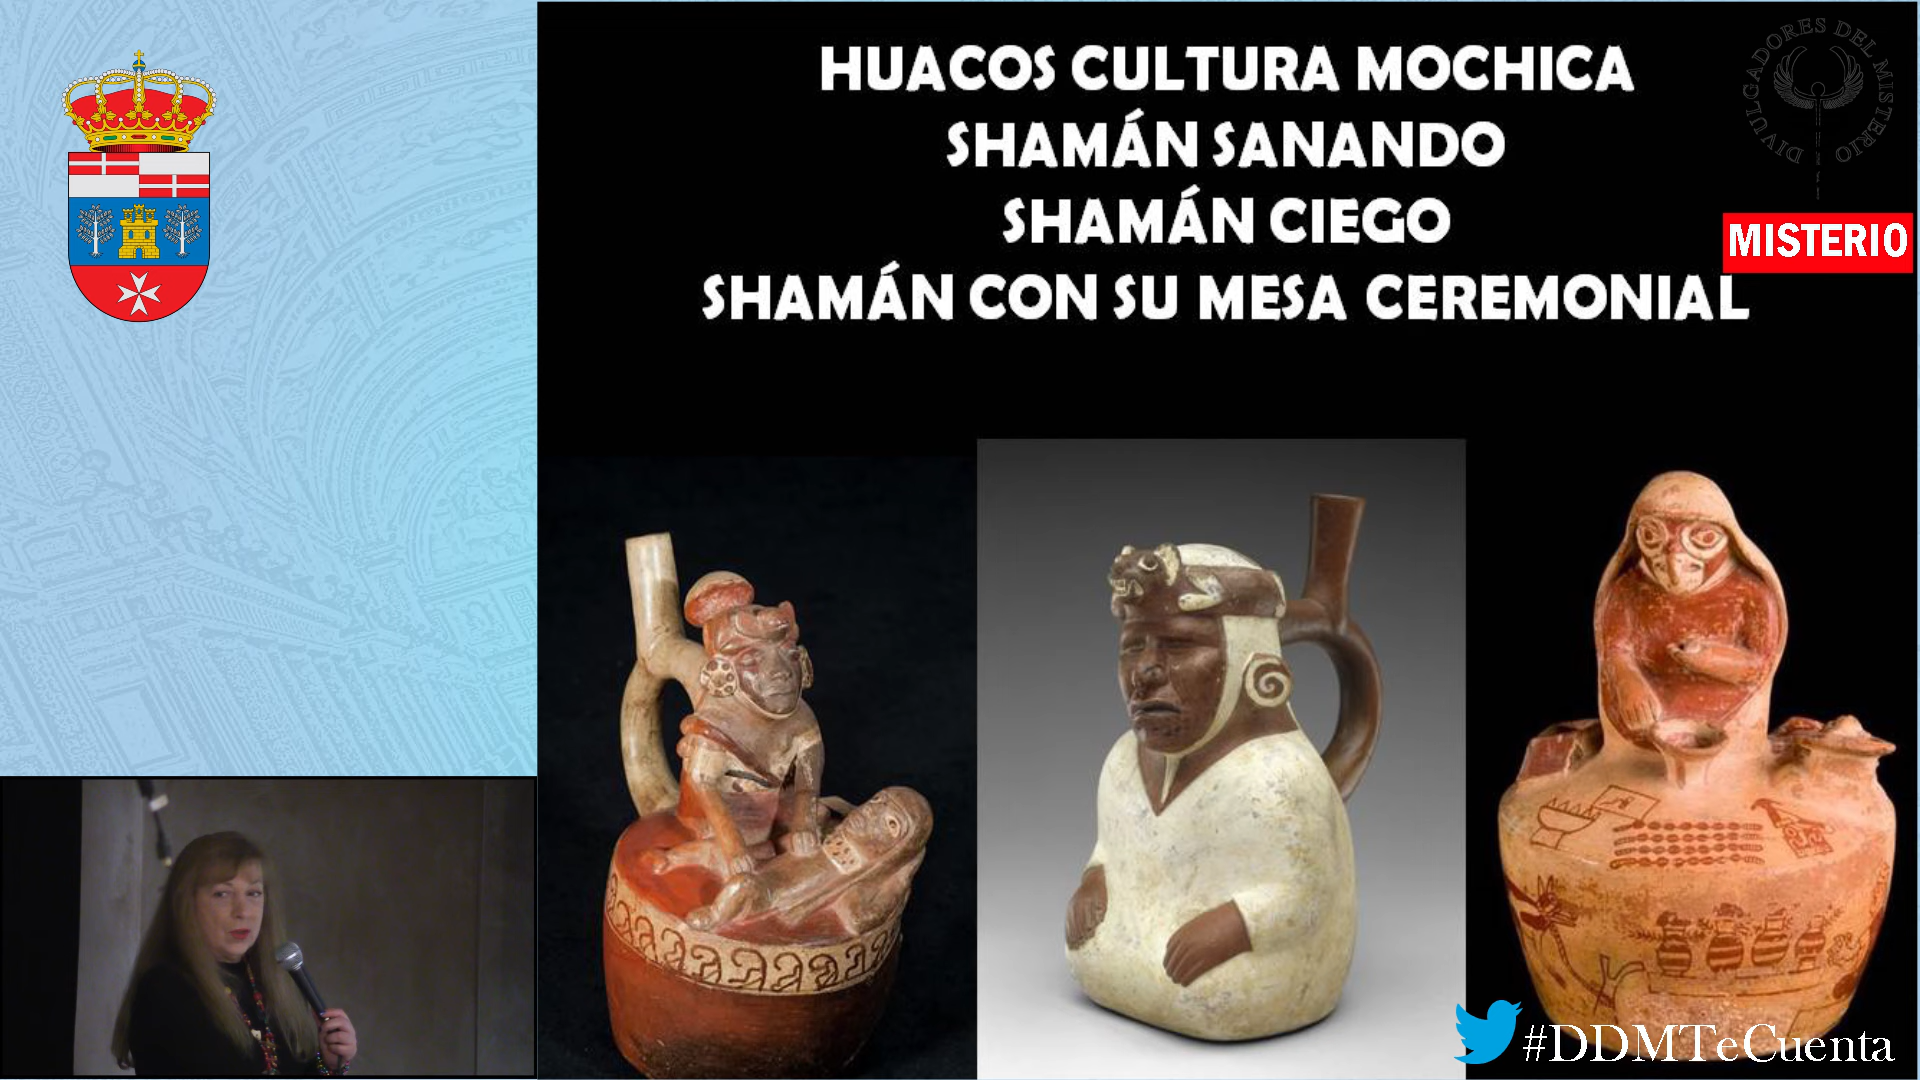 HUACOS CULTURA MOCHICA
SHAMÁN SANANDO
SHAMÁN CIEGO
SHAMÁN CON SU MESA CEREMONIAL
DIVULGADORES DEL MISTERIO
MISTERIO
#DDMTeCuenta